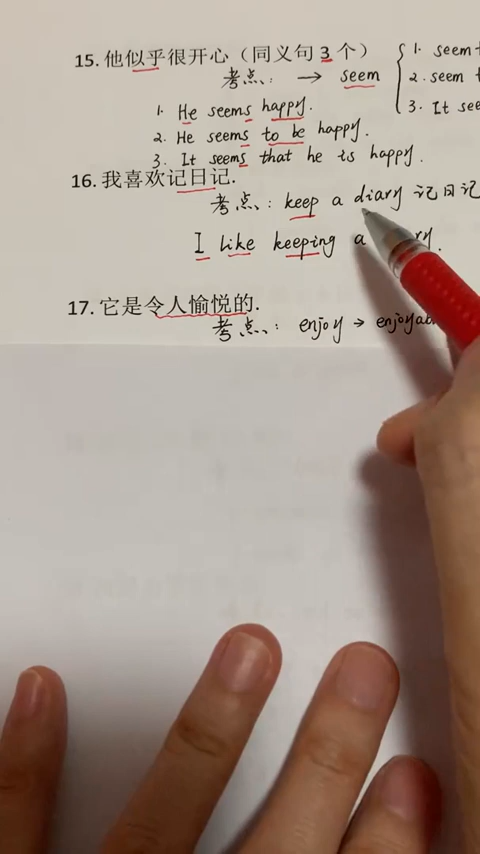 15. 他似乎很开心（同义句 3 个） 1. seem
考点： → seem 2. seem
1. He seems happy. 3. It
2. He seems to be happy.
3. It seems that he is happy.
16. 我喜欢记日记.
考点：keep a diary 记日记
I like keeping a
17. 它是令人愉悦的.
考点：enjoy →